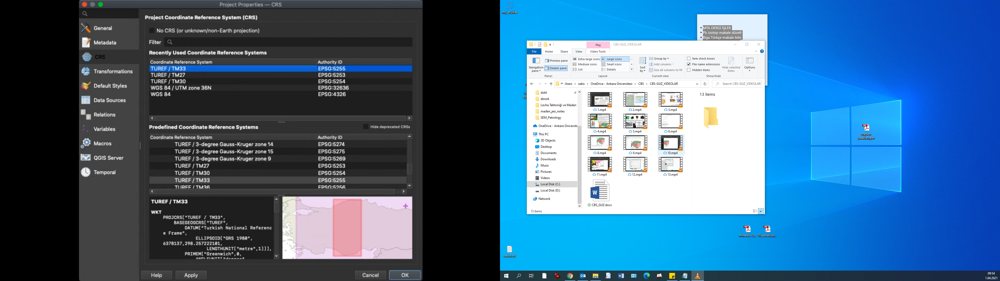 Project Properties — CRS
Project Coordinate Reference System (CRS)
General
Metadata
CRS
Transformations
Default Styles
Data Sources
Relations
Variables
Macros
QGIS Server
Temporal
No CRS (or unknown/non-Earth projection)
Filter
Recently Used Coordinate Reference Systems
Coordinate Reference System Authority ID
TUREF / TM33 EPSG:5255
TUREF / TM27 EPSG:5253
TUREF / TM30 EPSG:5254
WGS 84 / UTM zone 36N EPSG:32636
WGS 84 EPSG:4326
Predefined Coordinate Reference Systems Hide deprecated CRSs
Coordinate Reference System Authority ID
TUREF / 3-degree Gauss-Kruger zone 14 EPSG:5274
TUREF / 3-degree Gauss-Kruger zone 15 EPSG:5275
TUREF / 3-degree Gauss-Kruger zone 9 EPSG:5269
TUREF / TM27 EPSG:5253
TUREF / TM30 EPSG:5254
TUREF / TM33 EPSG:5255
TUREF / TM36 EPSG:5256
TUREF / TM33
WKT
PROJCRS["TUREF / TM33",
BASEGEOGCRS["TUREF",
DATUM["Turkish National Referenc
e Frame",
ELLIPSOID["GRS 1980",
6378137,298.257222101,
LENGTHUNIT["metre",1]]],
PRIMEM["Greenwich",0,
ANGLEUNIT["degree"
Help Apply Cancel OK
my_studies
• MTA DERGİ İŞLER
• Pb izotop makale düzelt
• Biga Türkçe makale bitir
Play CBS-GUZ_VIDEOLAR
File Home Share View Video Tools
Navigation pane
Preview pane
Details pane
Panes
Extra large icons Large icons
Medium icons Small icons
List Details
Layout
Sort by
Group by
Add columns
Size all columns to fit
Current view
Item check boxes
File name extensions
Hidden items
Hide selected items
Show/hide
Options
« Users > sakis > OneDrive - Ankara Üniversitesi > CBS > CBS-GUZ_VIDEOLAR
Search CBS-GUZ_VIDEOLAR
dokt
ebook
Levha Tektoniği ve Maden
maden_jeo_notes
SEM_Petrology
OneDrive - Ankara Üniversite
This PC
3D Objects
Desktop
Documents
Downloads
Music
Pictures
Videos
Local Disk (C:)
Local Disk (D:)
Network
1.mp4 2.mp4 3.mp4
4.mp4 5.mp4 6.mp4
8.mp4 9.mp4 10.mp4
11.mp4 12.mp4 13.mp4
CBS_GUZ.docx
13 items
13 items
maden
yatakları.pdf
minerals-0... Dissertation...
webo.txt
09:54
1.04.2021